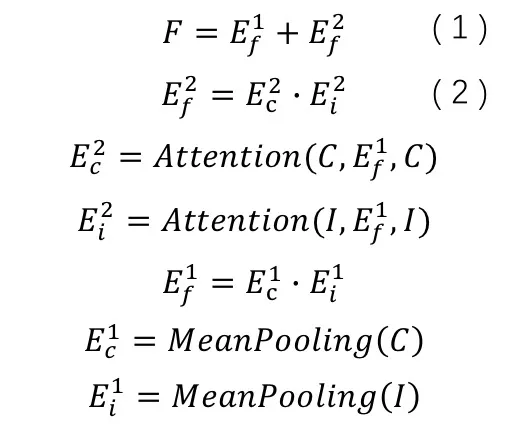 F = E_f^1 + E_f^2 (1)
E_f^2 = E_c^2 · E_i^2 (2)
E_c^2 = Attention(C, E_f^1, C)
E_i^2 = Attention(I, E_f^1, I)
E_f^1 = E_c^1 · E_i^1
E_c^1 = MeanPooling(C)
E_i^1 = MeanPooling(I)